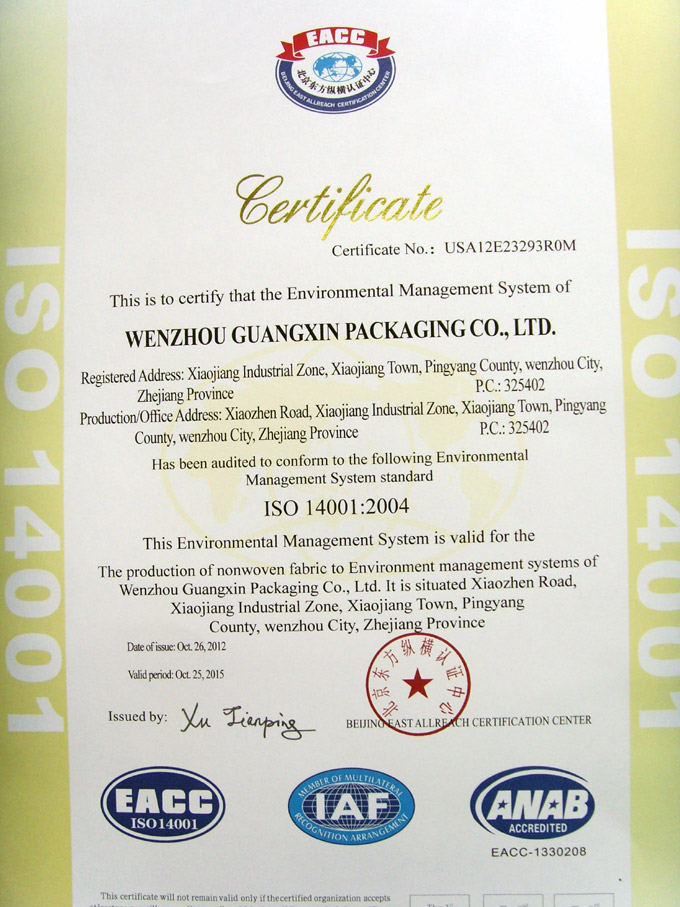 EACC
北京东方纵横认证中心
BEIJING EAST ALLREACH CERTIFICATION CENTER
Certificate
Certificate No.: USA12E23293R0M
This is to certify that the Environmental Management System of
WENZHOU GUANGXIN PACKAGING CO., LTD.
Registered Address: Xiaojiang Industrial Zone, Xiaojiang Town, Pingyang County, wenzhou City,
Zhejiang Province P.C.: 325402
Production/Office Address: Xiaozhen Road, Xiaojiang Industrial Zone, Xiaojiang Town, Pingyang
County, wenzhou City, Zhejiang Province P.C.: 325402
Has been audited to conform to the following Environmental
Management System standard
ISO 14001:2004
This Environmental Management System is valid for the
The production of nonwoven fabric to Environment management systems of
Wenzhou Guangxin Packaging Co., Ltd. It is situated Xiaozhen Road,
Xiaojiang Industrial Zone, Xiaojiang Town, Pingyang
County, wenzhou City, Zhejiang Province
Date of issue: Oct. 26, 2012
Valid period: Oct. 25, 2015
Issued by: Xu Jianping
北京东方纵横认证中心
BEIJING EAST ALLREACH CERTIFICATION CENTER
ISO 14001
ISO 14001
EACC
ISO14001
MEMBER OF MULTILATERAL
IAF
RECOGNITION ARRANGEMENT
ANAB
ACCREDITED
EACC-1330208
This certificate will not remain valid only if the certified organization accepts